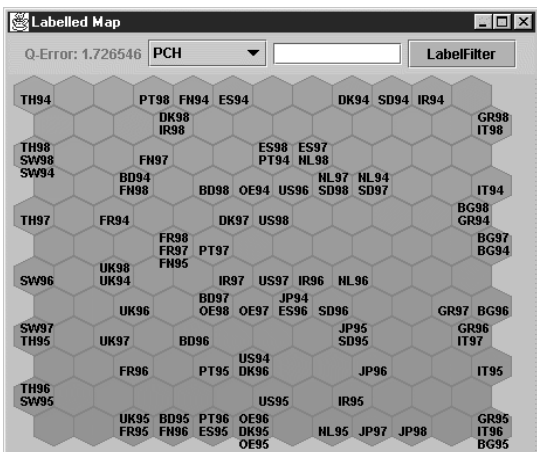 Labelled Map
Q-Error: 1.726546 PCH LabelFilter
TH94 PT98 FN94 ES94 DK94 SD94 IR94
DK98 GR98
IR98 IT98
TH98 ES98 ES97
SW98 FN97 PT94 NL98
SW94 BD94 NL97 NL94
FN98 BD98 OE94 US96 SD98 SD97 IT94
BG98
TH97 FR94 DK97 US98 GR94
FR98 BG97
FR97 PT97 BG94
UK98 FN95
SW96 UK94 IR97 US97 IR96 NL96
BD97 JP94
UK96 OE98 OE97 ES96 SD96 GR97 BG96
SW97 JP95 GR96
TH95 UK97 BD96 SD95 IT97
US94
FR96 PT95 DK96 JP96 IT95
TH96
SW95 US95 IR95
UK95 BD95 PT96 OE96 GR95
FR95 FN96 ES95 DK95 NL95 JP97 JP98 IT96
OE95 BG95